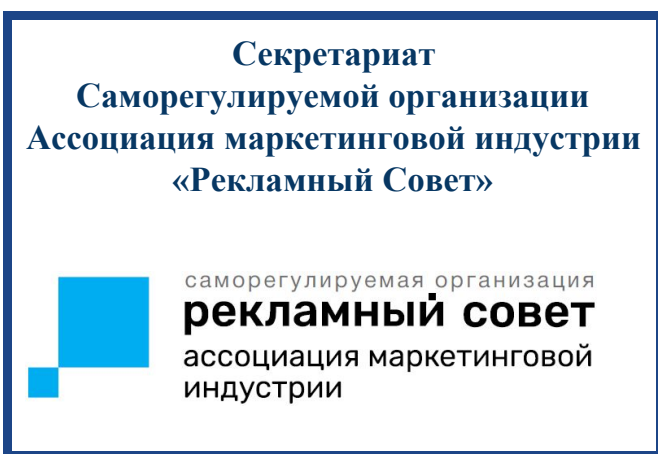 Секретариат
Саморегулируемой организации
Ассоциация маркетинговой индустрии
«Рекламный Совет»
саморегулируемая организация
рекламный совет
ассоциация маркетинговой
индустрии